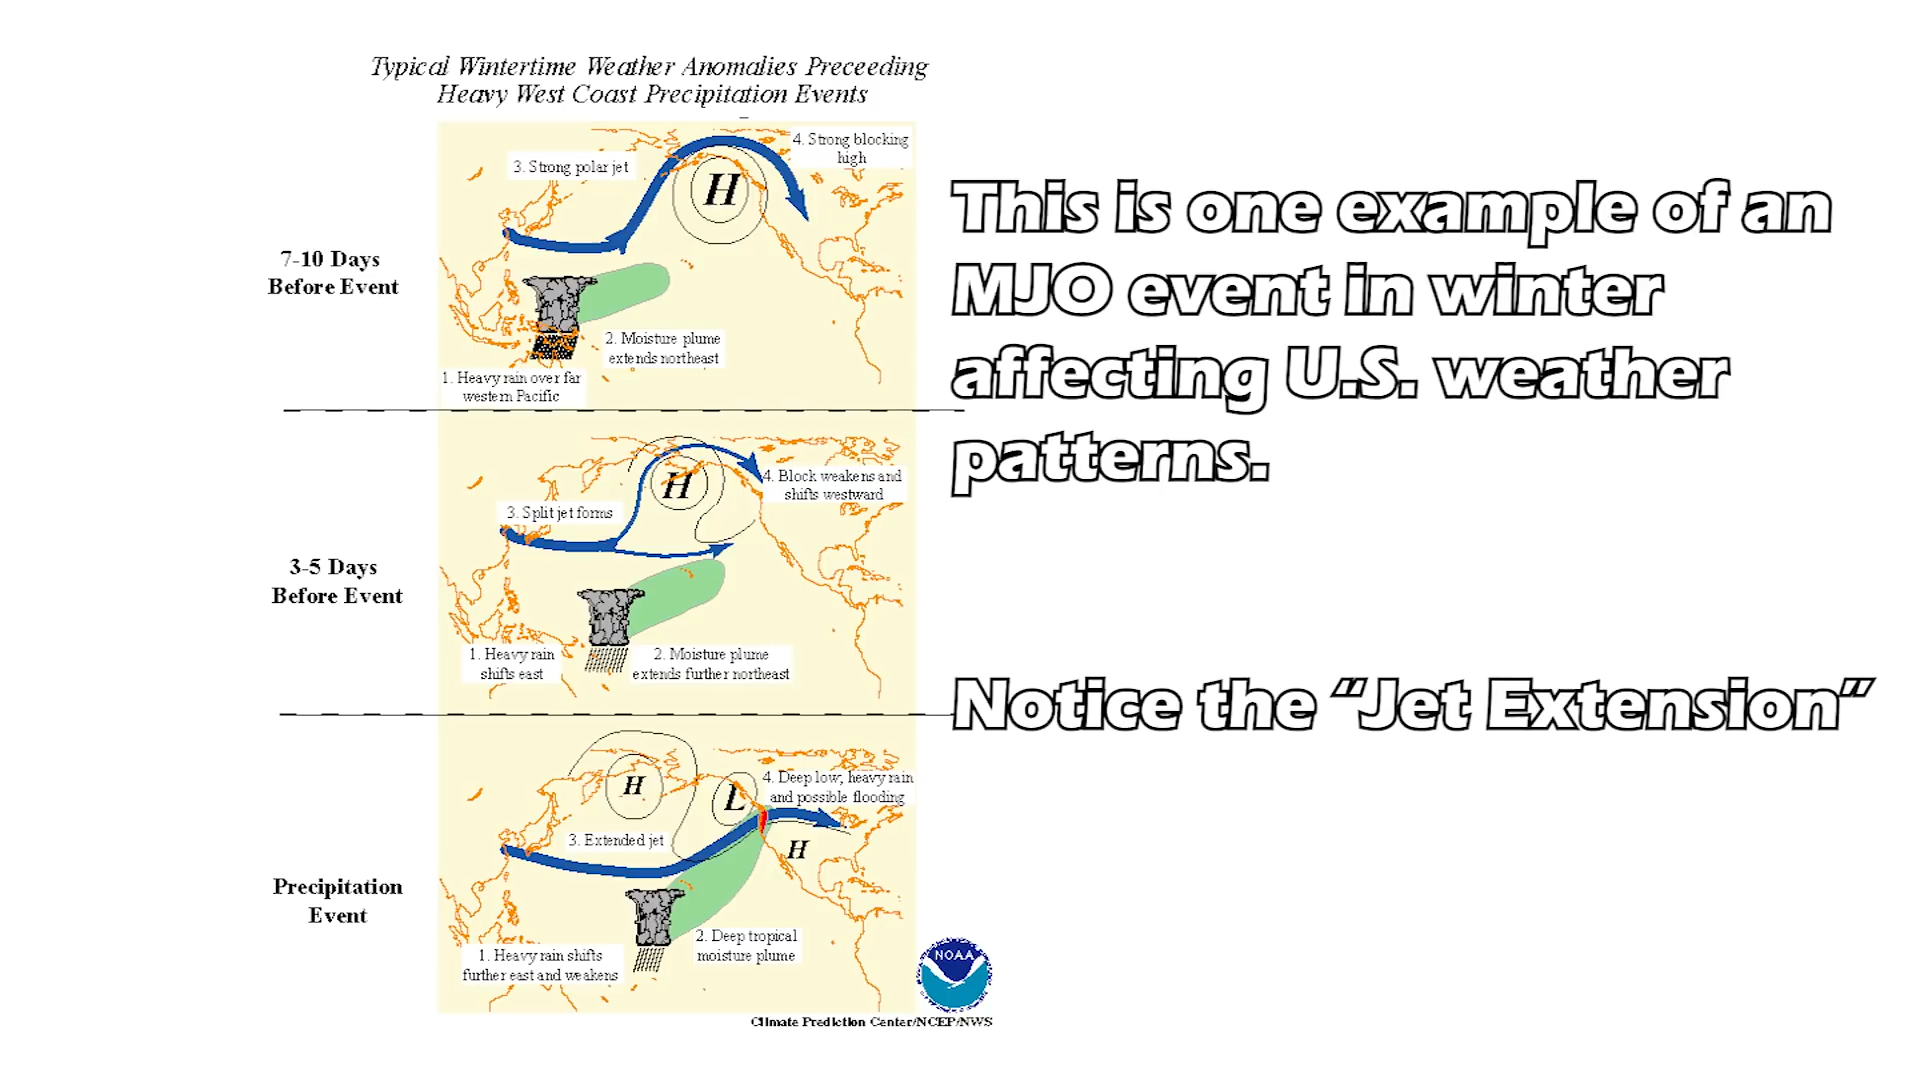 Typical Wintertime Weather Anomalies Preceeding
Heavy West Coast Precipitation Events
7-10 Days
Before Event
3. Strong polar jet
4. Strong blocking
high
H
2. Moisture plume
extends northeast
1. Heavy rain over far
western Pacific
3-5 Days
Before Event
3. Split jet forms
H
4. Block weakens and
shifts westward
1. Heavy rain
shifts east
2. Moisture plume
extends further northeast
Precipitation
Event
H
L
4. Deep low, heavy rain
and possible flooding
3. Extended jet
H
2. Deep tropical
moisture plume
1. Heavy rain shifts
further east and weakens
NOAA
Climate Prediction Center/NCEP/NWS
This is one example of an
MJO event in winter
affecting U.S. weather
patterns.
Notice the “Jet Extension”